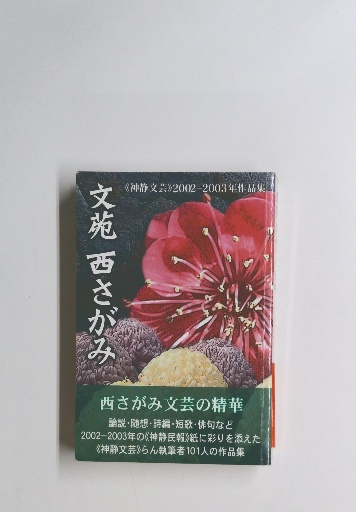 《神静文芸》2002-2003年作品集
文苑 西さがみ
西さがみ文芸の精華
論説・随想・詩編・短歌・俳句など
2002-2003年の《神静民報》紙に彩りを添えた
《神静文芸》らん執筆者101人の作品集